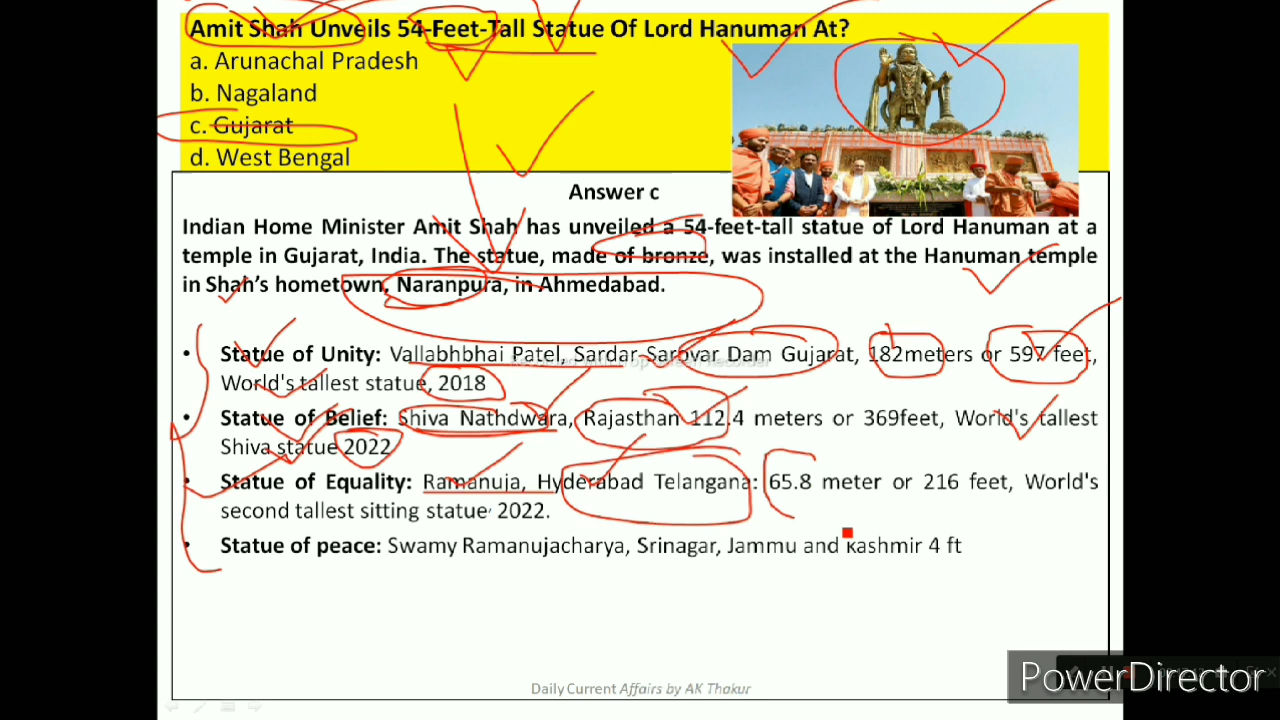 Amit Shah Unveils 54-Feet-Tall Statue Of Lord Hanuman At?
a. Arunachal Pradesh
b. Nagaland
c. Gujarat
d. West Bengal
Answer c
Indian Home Minister Amit Shah has unveiled a 54-feet-tall statue of Lord Hanuman at a
temple in Gujarat, India. The statue, made of bronze, was installed at the Hanuman temple
in Shah's hometown, Naranpura, in Ahmedabad.
• Statue of Unity: Vallabhbhai Patel, Sardar Sarovar Dam Gujarat, 182meters or 597 feet,
World's tallest statue, 2018
• Statue of Belief: Shiva Nathdwara, Rajasthan 112.4 meters or 369feet, World's tallest
Shiva statue 2022
• Statue of Equality: Ramanuja, Hyderabad Telangana: 65.8 meter or 216 feet, World's
second tallest sitting statue, 2022.
• Statue of peace: Swamy Ramanujacharya, Srinagar, Jammu and kashmir 4 ft
Daily Current Affairs by AK Thakur
PowerDirector